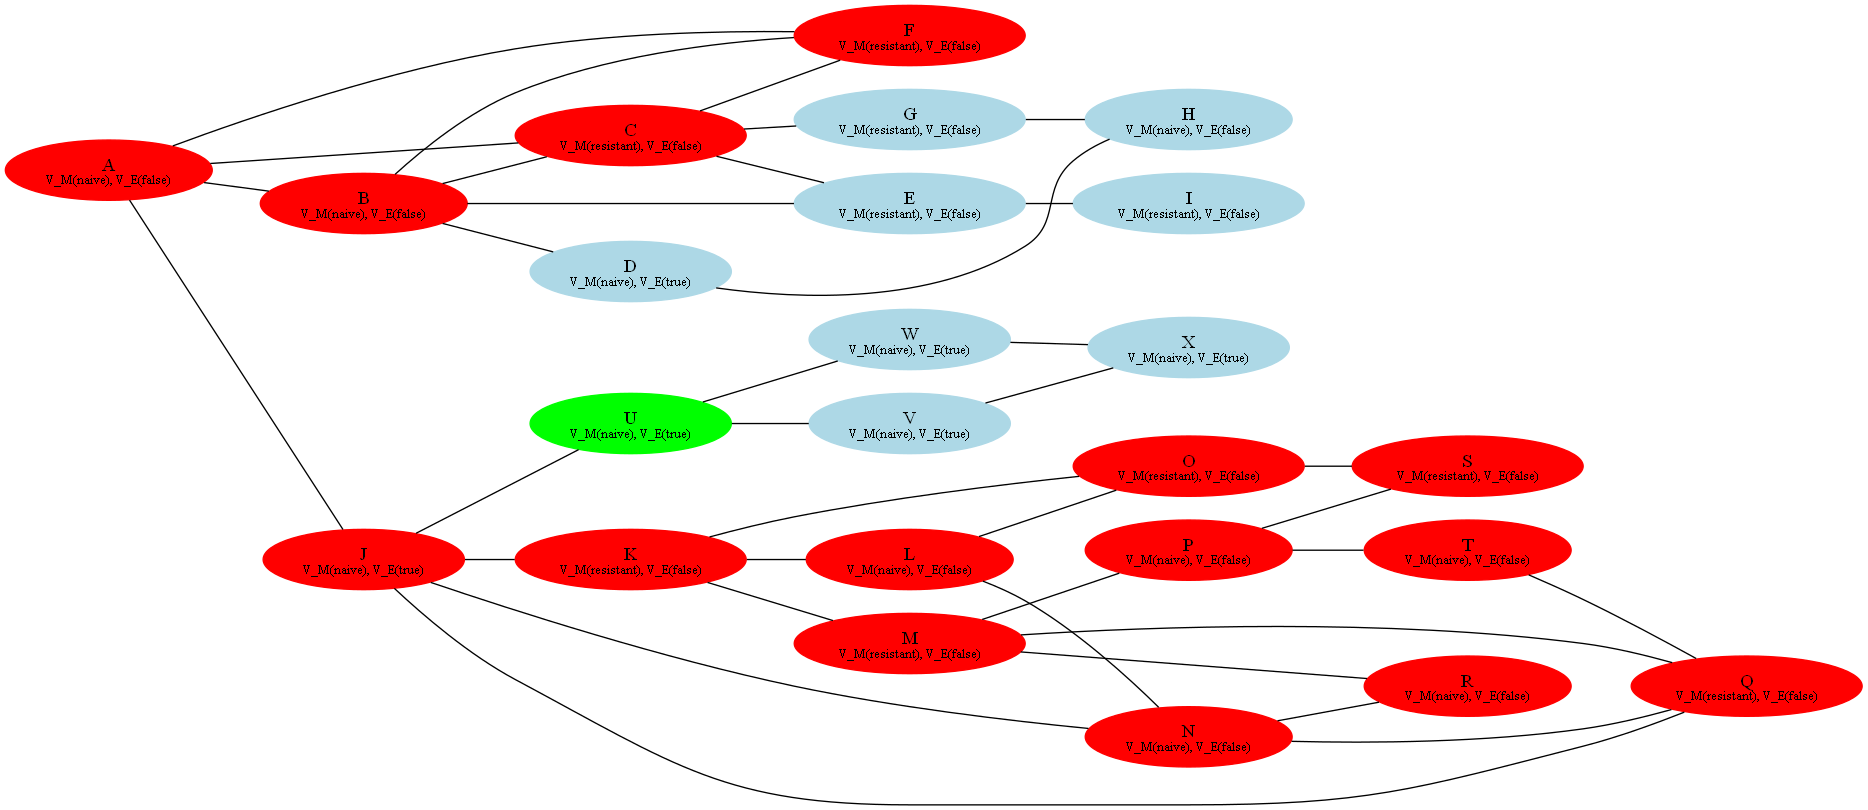 F
V_M(resistant), V_E(false)
G
V_M(resistant), V_E(false)
H
V_M(naive), V_E(false)
C
V_M(resistant), V_E(false)
A
V_M(naive), V_E(false)
B
V_M(naive), V_E(false)
E
V_M(resistant), V_E(false)
I
V_M(resistant), V_E(false)
D
V_M(naive), V_E(true)
W
V_M(naive), V_E(true)
X
V_M(naive), V_E(true)
U
V_M(naive), V_E(true)
V
V_M(naive), V_E(true)
O
V_M(resistant), V_E(false)
S
V_M(resistant), V_E(false)
J
V_M(naive), V_E(true)
K
V_M(resistant), V_E(false)
L
V_M(naive), V_E(false)
P
V_M(naive), V_E(false)
T
V_M(naive), V_E(false)
M
V_M(resistant), V_E(false)
R
V_M(naive), V_E(false)
Q
V_M(resistant), V_E(false)
N
V_M(naive), V_E(false)